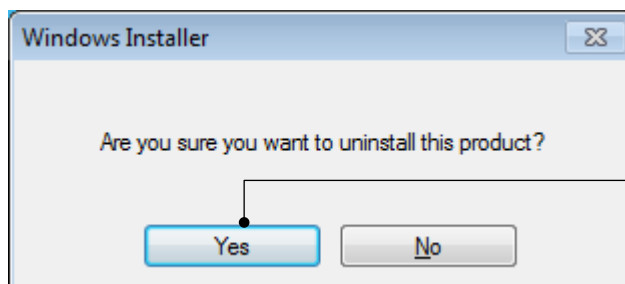 Windows Installer
Are you sure you want to uninstall this product?
Yes
No